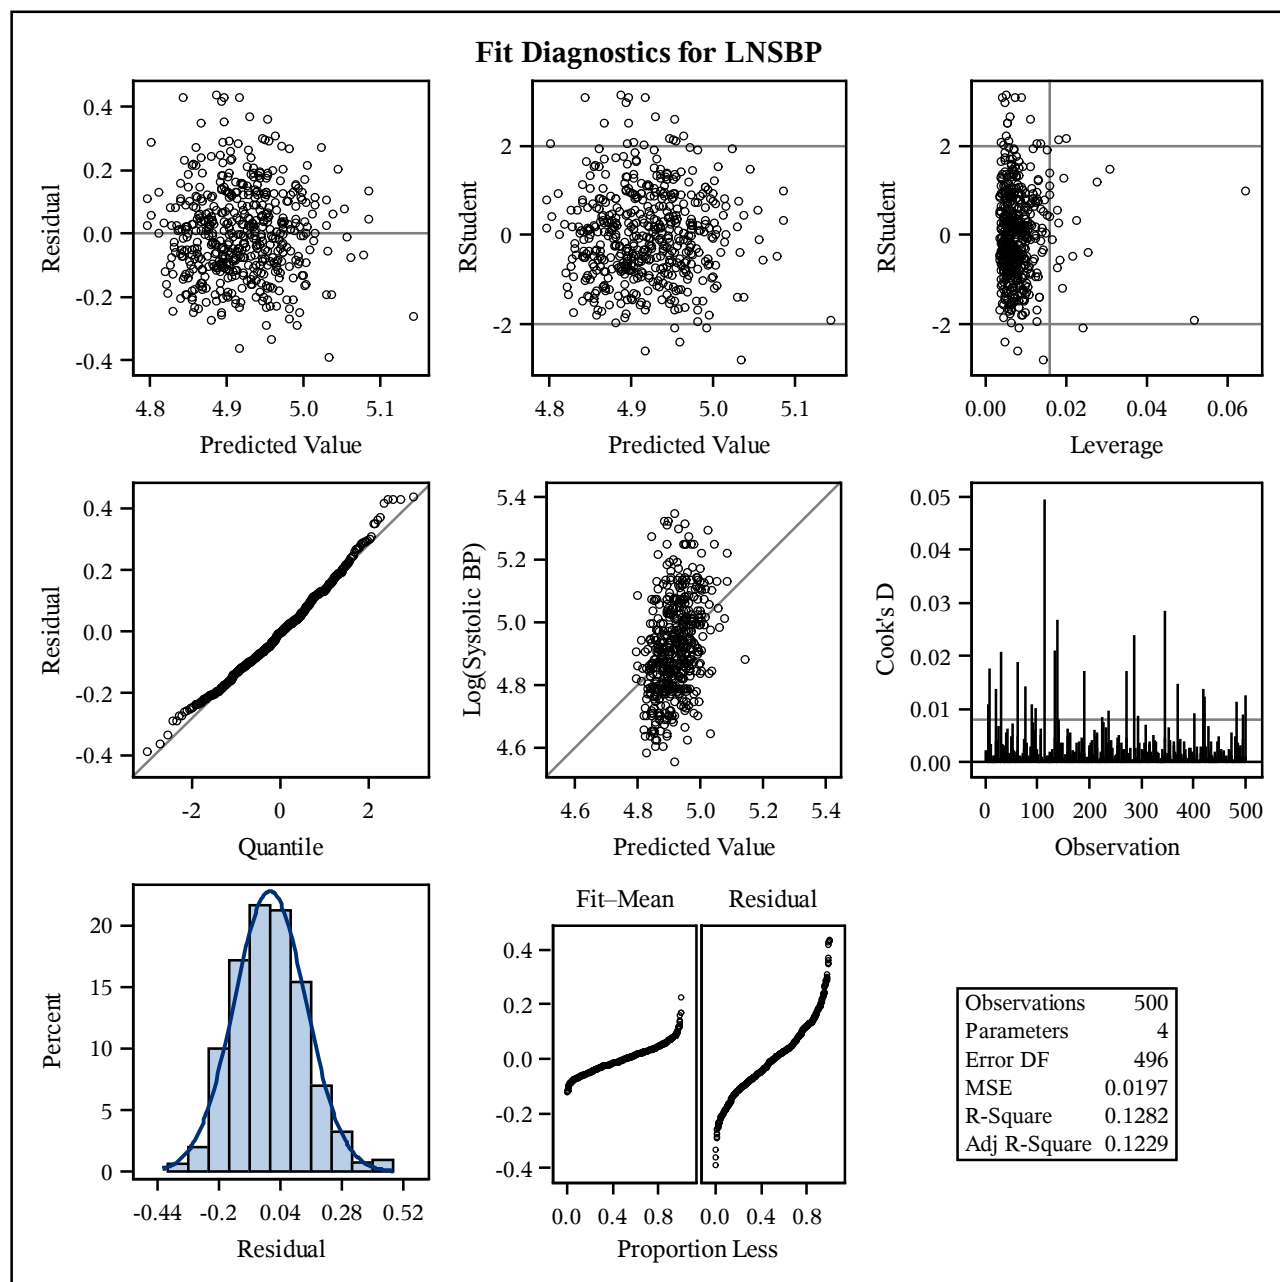 Fit Diagnostics for LNSBP
0.4
0.2
0.0
-0.2
-0.4
Residual
4.8 4.9 5.0 5.1
Predicted Value
2
0
-2
RStudent
4.8 4.9 5.0 5.1
Predicted Value
2
0
-2
RStudent
0.00 0.02 0.04 0.06
Leverage
0.4
0.2
0.0
-0.2
-0.4
Residual
-2 0 2
Quantile
5.4
5.2
5.0
4.8
4.6
Log(Systolic BP)
4.6 4.8 5.0 5.2 5.4
Predicted Value
0.05
0.04
0.03
0.02
0.01
0.00
Cook's D
0 100 200 300 400 500
Observation
20
15
10
5
0
Percent
-0.44 -0.2 0.04 0.28 0.52
Residual
Fit–Mean Residual
0.4
0.2
0.0
-0.2
-0.4
0.0 0.4 0.8 0.0 0.4 0.8
Proportion Less
Observations 500
Parameters 4
Error DF 496
MSE 0.0197
R-Square 0.1282
Adj R-Square 0.1229